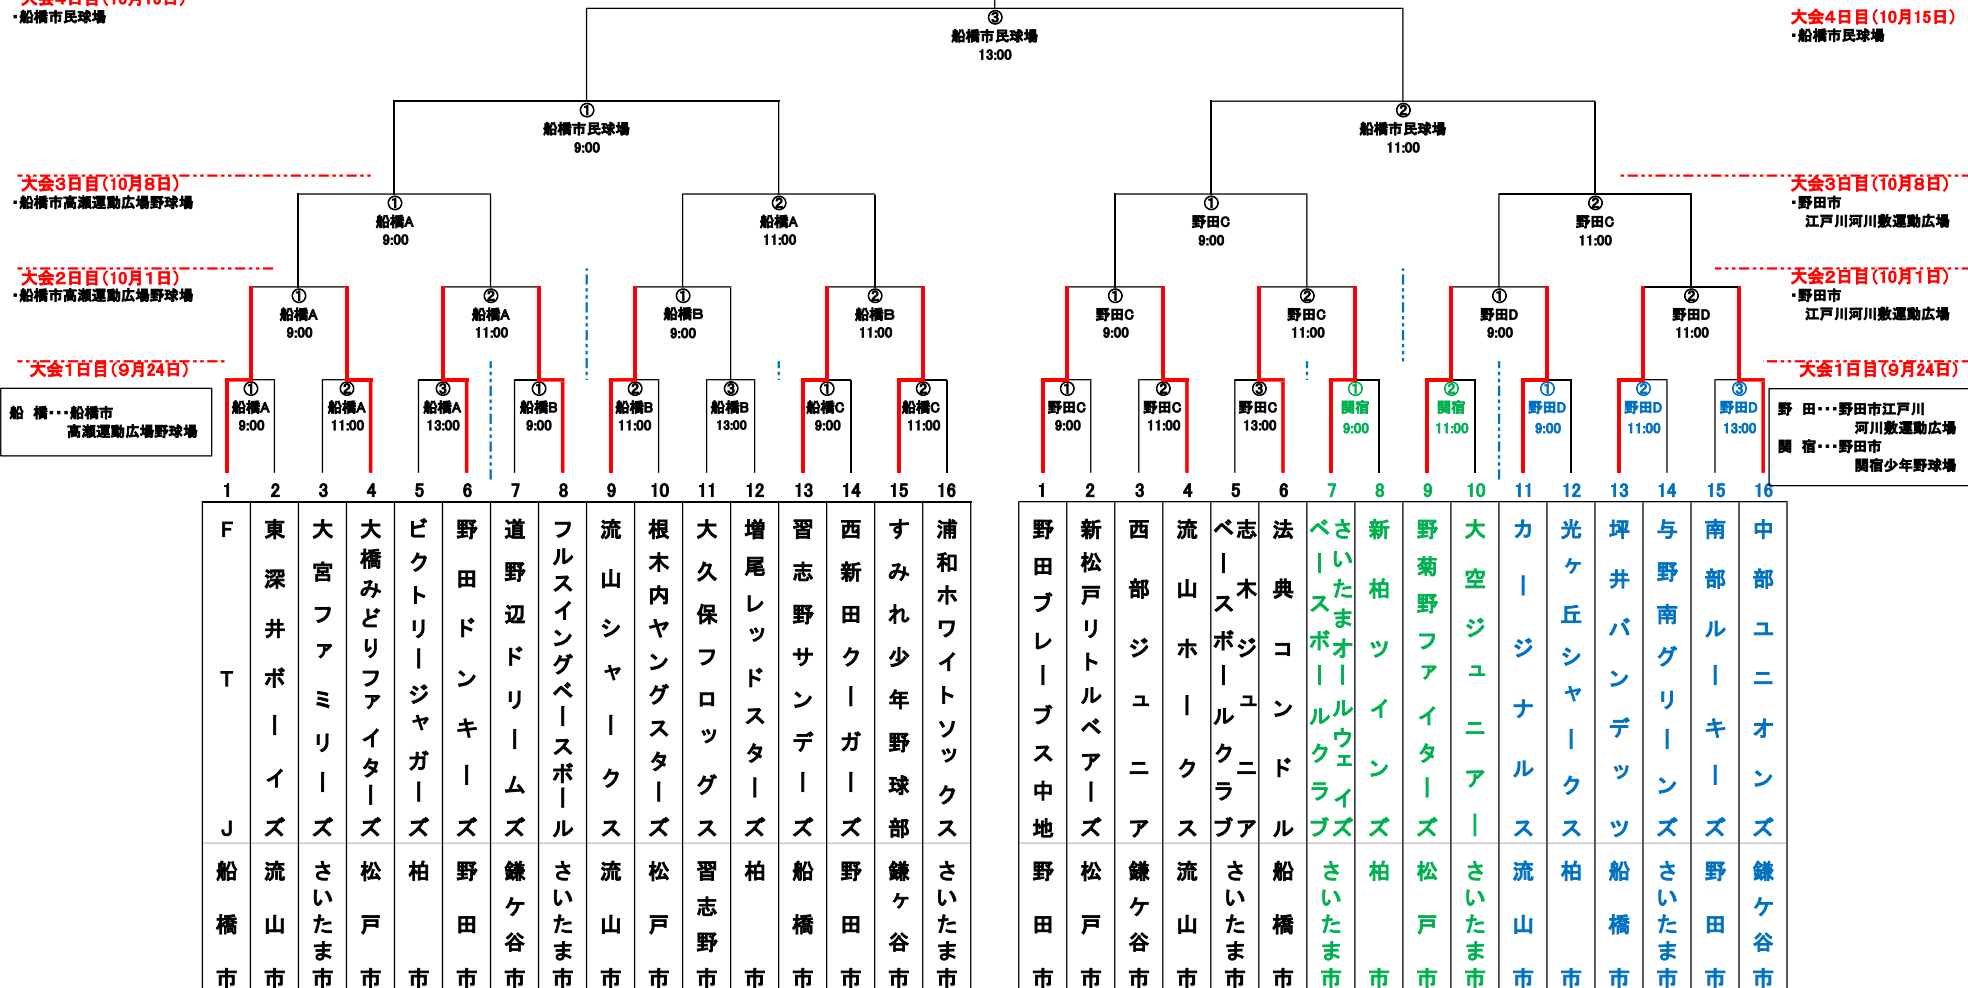 ・船橋市民球場
③
船橋市民球場
13:00
大会4日目(10月15日)
・船橋市民球場
①
船橋市民球場
9:00
②
船橋市民球場
11:00
大会3日目(10月8日)
・船橋市高瀬運動広場野球場
①
船橋A
9:00
②
船橋A
11:00
①
野田C
9:00
②
野田C
11:00
大会3日目(10月8日)
・野田市
江戸川河川敷運動広場
大会2日目(10月1日)
・船橋市高瀬運動広場野球場
①
船橋A
9:00
②
船橋A
11:00
①
船橋B
9:00
②
船橋B
11:00
①
野田C
9:00
②
野田C
11:00
①
野田D
9:00
②
野田D
11:00
大会2日目(10月1日)
・野田市
江戸川河川敷運動広場
大会1日目(9月24日)
船 橋・・・船橋市
高瀬運動広場野球場
①
船橋A
9:00
②
船橋A
11:00
③
船橋A
13:00
①
船橋B
9:00
②
船橋B
11:00
③
船橋B
13:00
①
船橋C
9:00
②
船橋C
11:00
①
野田C
9:00
②
野田C
11:00
③
野田C
13:00
①
関宿
9:00
②
関宿
11:00
①
野田D
9:00
②
野田D
11:00
③
野田D
13:00
大会1日目(9月24日)
野 田・・・野田市江戸川
河川敷運動広場
関 宿・・・野田市
関宿少年野球場
1 2 3 4 5 6 7 8 9 10 11 12 13 14 15 16
FTJ
東深井ボーイズ
大宮ファミリーズ
大橋みどりファイターズ
ビクトリージャガーズ
野田ドンキーズ
道野辺ドリームズ
フルスイングベースボール
流山シャークス
根木内ヤングスターズ
大久保フロッグス
増尾レッドスターズ
習志野サンデーズ
西新田クーガーズ
すみれ少年野球部
浦和ホワイトソックス
船橋市
流山市
さいたま市
松戸市
柏市
野田市
鎌ケ谷市
さいたま市
流山市
松戸市
習志野市
柏市
船橋市
野田市
鎌ケ谷市
さいたま市
1 2 3 4 5 6 7 8 9 10 11 12 13 14 15 16
野田ブレーブス中地
新松戸リトルベアーズ
西部ジュニア
流山ホークス
志木ジュニア
ベースボールクラブ
法典コンドル
さいたまオールウェイズ
ベースボールクラブ
新柏ツインズ
野菊野ファイターズ
大空ジュニアー
カージナルス
光ヶ丘シャークス
坪井バンデッツ
与野南グリーンズ
南部ルーキーズ
中部ユニオンズ
野田市
松戸市
鎌ケ谷市
流山市
さいたま市
船橋市
さいたま市
柏市
松戸市
さいたま市
流山市
柏市
船橋市
さいたま市
野田市
鎌ケ谷市